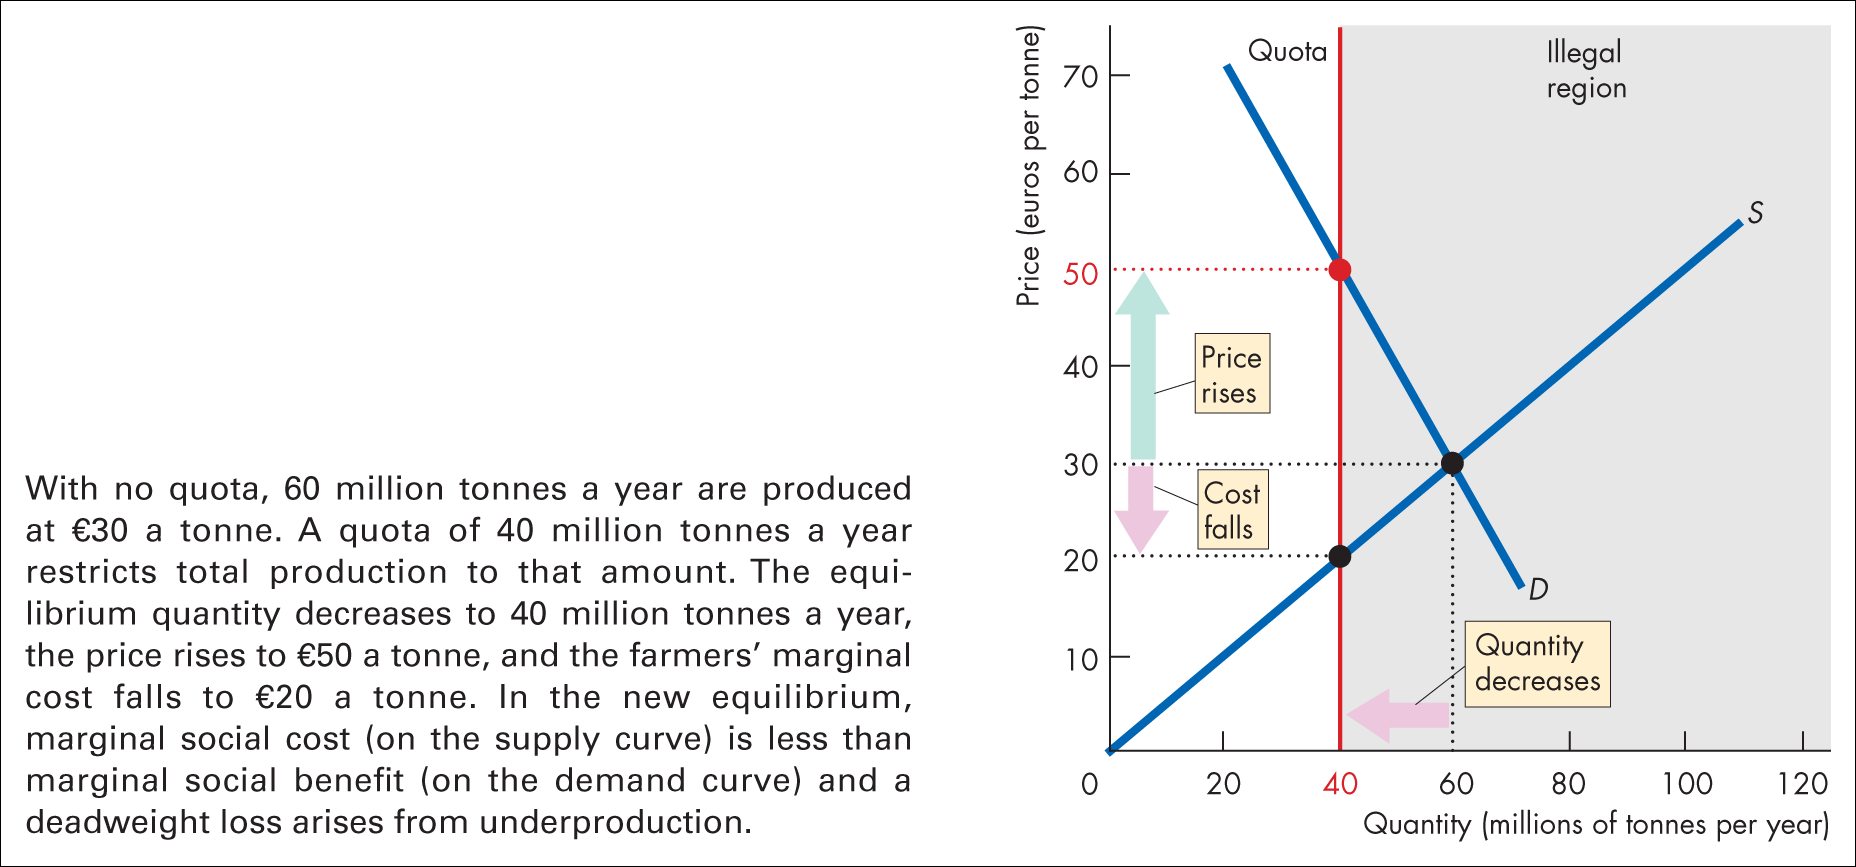 With no quota, 60 million tonnes a year are produced
at €30 a tonne. A quota of 40 million tonnes a year
restricts total production to that amount. The equi-
librium quantity decreases to 40 million tonnes a year,
the price rises to €50 a tonne, and the farmers’ marginal
cost falls to €20 a tonne. In the new equilibrium,
marginal social cost (on the supply curve) is less than
marginal social benefit (on the demand curve) and a
deadweight loss arises from underproduction.
Price (euros per tonne)
70
60
50
40
30
20
10
0
20
40
60
80
100
120
Quantity (millions of tonnes per year)
Quota
Illegal
region
S
Price
rises
Cost
falls
D
Quantity
decreases